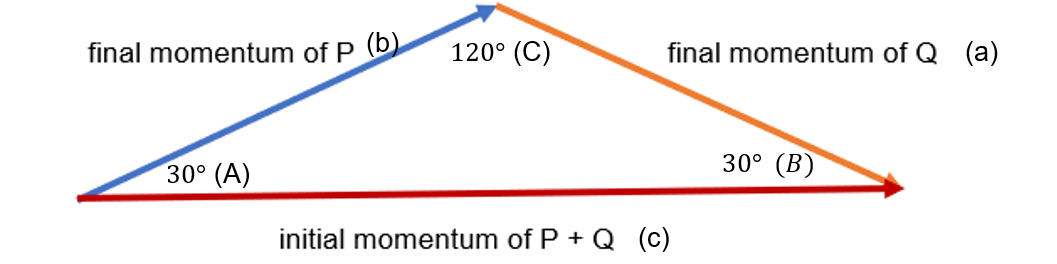 final momentum of P (b)
120° (C)
final momentum of Q (a)
30° (A)
30° (B)
initial momentum of P + Q (c)